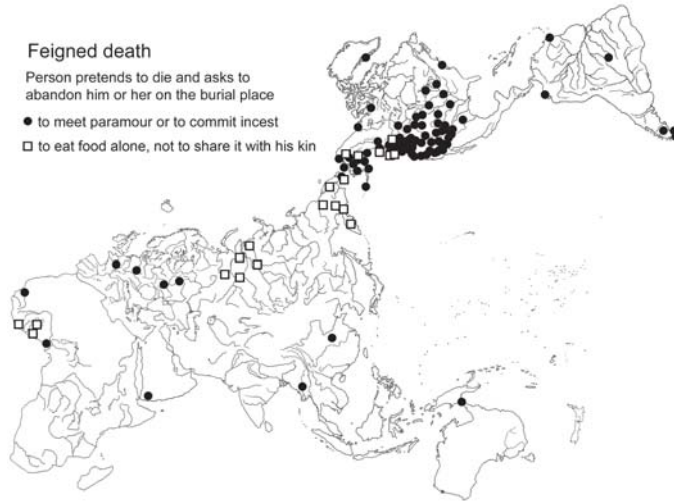 Feigned death
Person pretends to die and asks to
abandon him or her on the burial place
to meet paramour or to commit incest
to eat food alone, not to share it with his kin